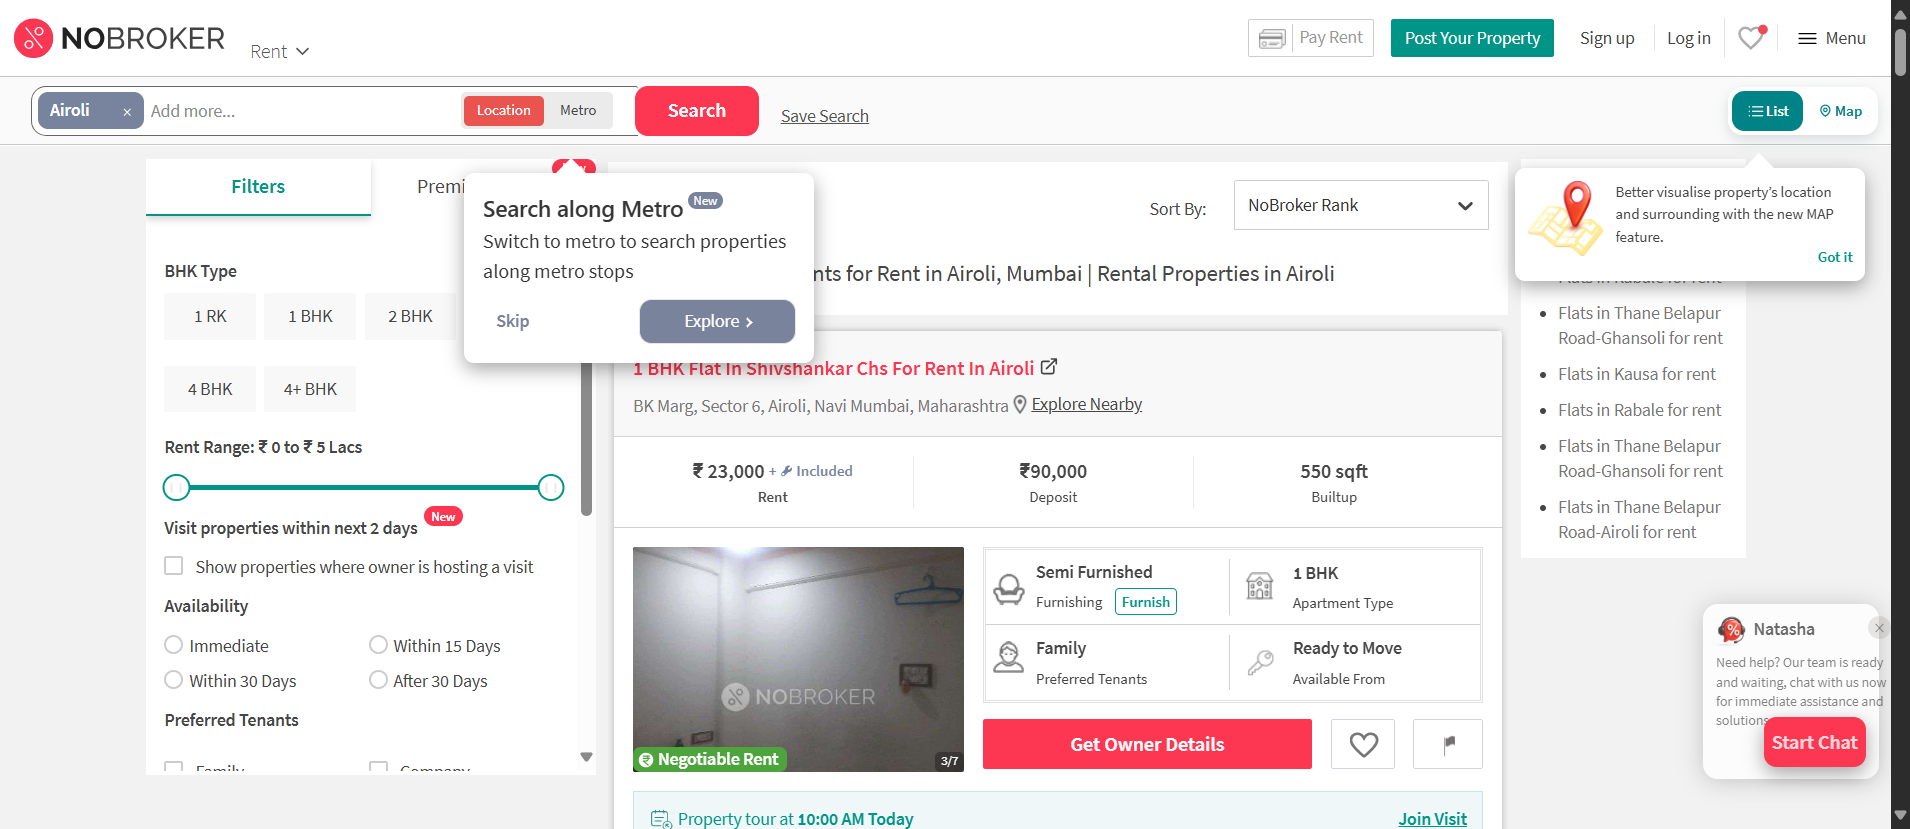 NOBROKER
Rent
Pay Rent
Post Your Property
Sign up
Log in
Menu
Airoli ×
Add more...
Location
Metro
Search
Save Search
List
Map
Filters
Premi
Search along Metro New
Switch to metro to search properties
along metro stops
Skip
Explore ›
Sort By:
NoBroker Rank
Better visualise property's location
and surrounding with the new MAP
feature.
Got it
BHK Type
1 RK
1 BHK
2 BHK
4 BHK
4+ BHK
Rent Range: ₹ 0 to ₹ 5 Lacs
Visit properties within next 2 days New
Show properties where owner is hosting a visit
Availability
Immediate
Within 15 Days
Within 30 Days
After 30 Days
Preferred Tenants
Family
Company
nts for Rent in Airoli, Mumbai | Rental Properties in Airoli
1 BHK Flat In Shivshankar Chs For Rent In Airoli
BK Marg, Sector 6, Airoli, Navi Mumbai, Maharashtra Explore Nearby
₹ 23,000 + Included
Rent
₹90,000
Deposit
550 sqft
Builtup
NOBROKER
Negotiable Rent
3/7
Semi Furnished
Furnishing Furnish
1 BHK
Apartment Type
Family
Preferred Tenants
Ready to Move
Available From
Get Owner Details
Property tour at 10:00 AM Today
Join Visit
Flats in Rabale for rent
• Flats in Thane Belapur
Road-Ghansoli for rent
• Flats in Kausa for rent
• Flats in Rabale for rent
• Flats in Thane Belapur
Road-Ghansoli for rent
• Flats in Thane Belapur
Road-Airoli for rent
Natasha
Need help? Our team is ready
and waiting, chat with us now
for immediate assistance and
solutions
Start Chat